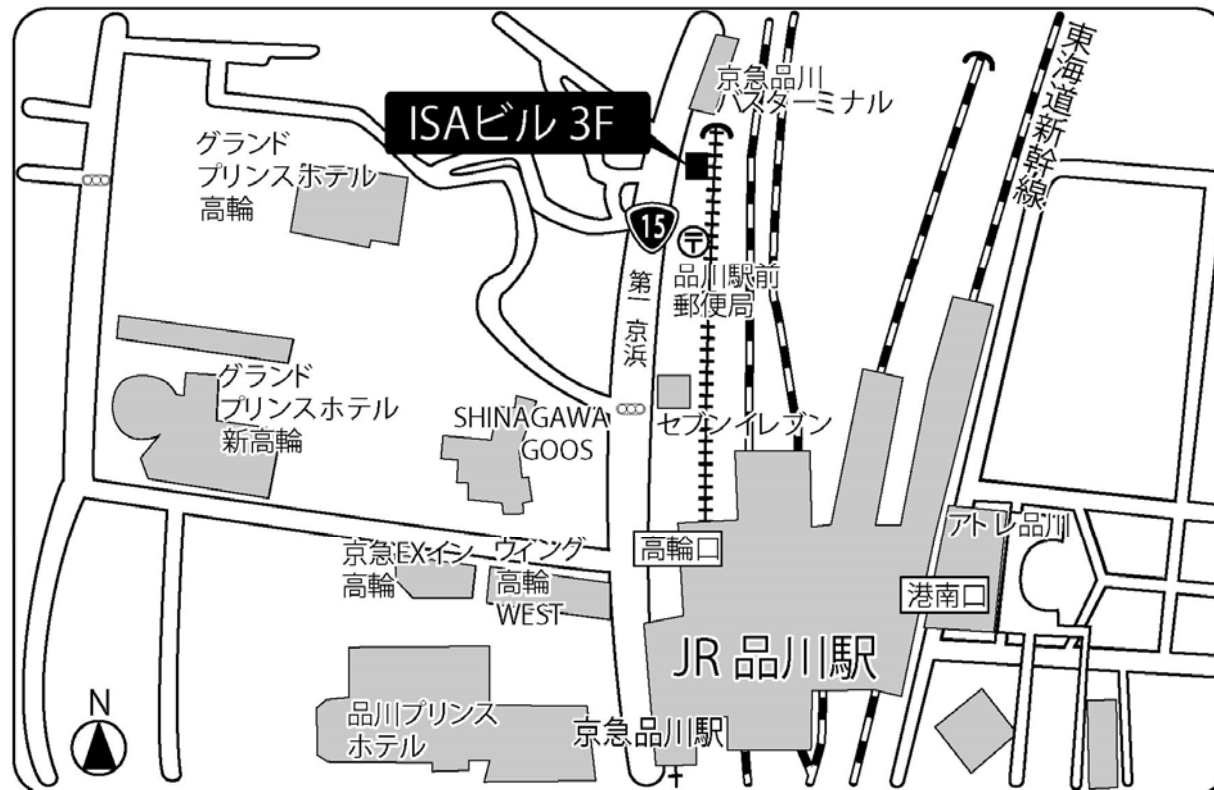 京急品川
バスターミナル
東海道新幹線
ISAビル 3F
グランド
プリンスホテル
高輪
15
〒
品川駅前
郵便局
第一京浜
グランド
プリンスホテル
新高輪
SHINAGAWA
GOOS
セブンイレブン
アトレ品川
高輪口
京急EXイン
高輪
ウイング
高輪
WEST
港南口
JR 品川駅
品川プリンス
ホテル
京急品川駅
N